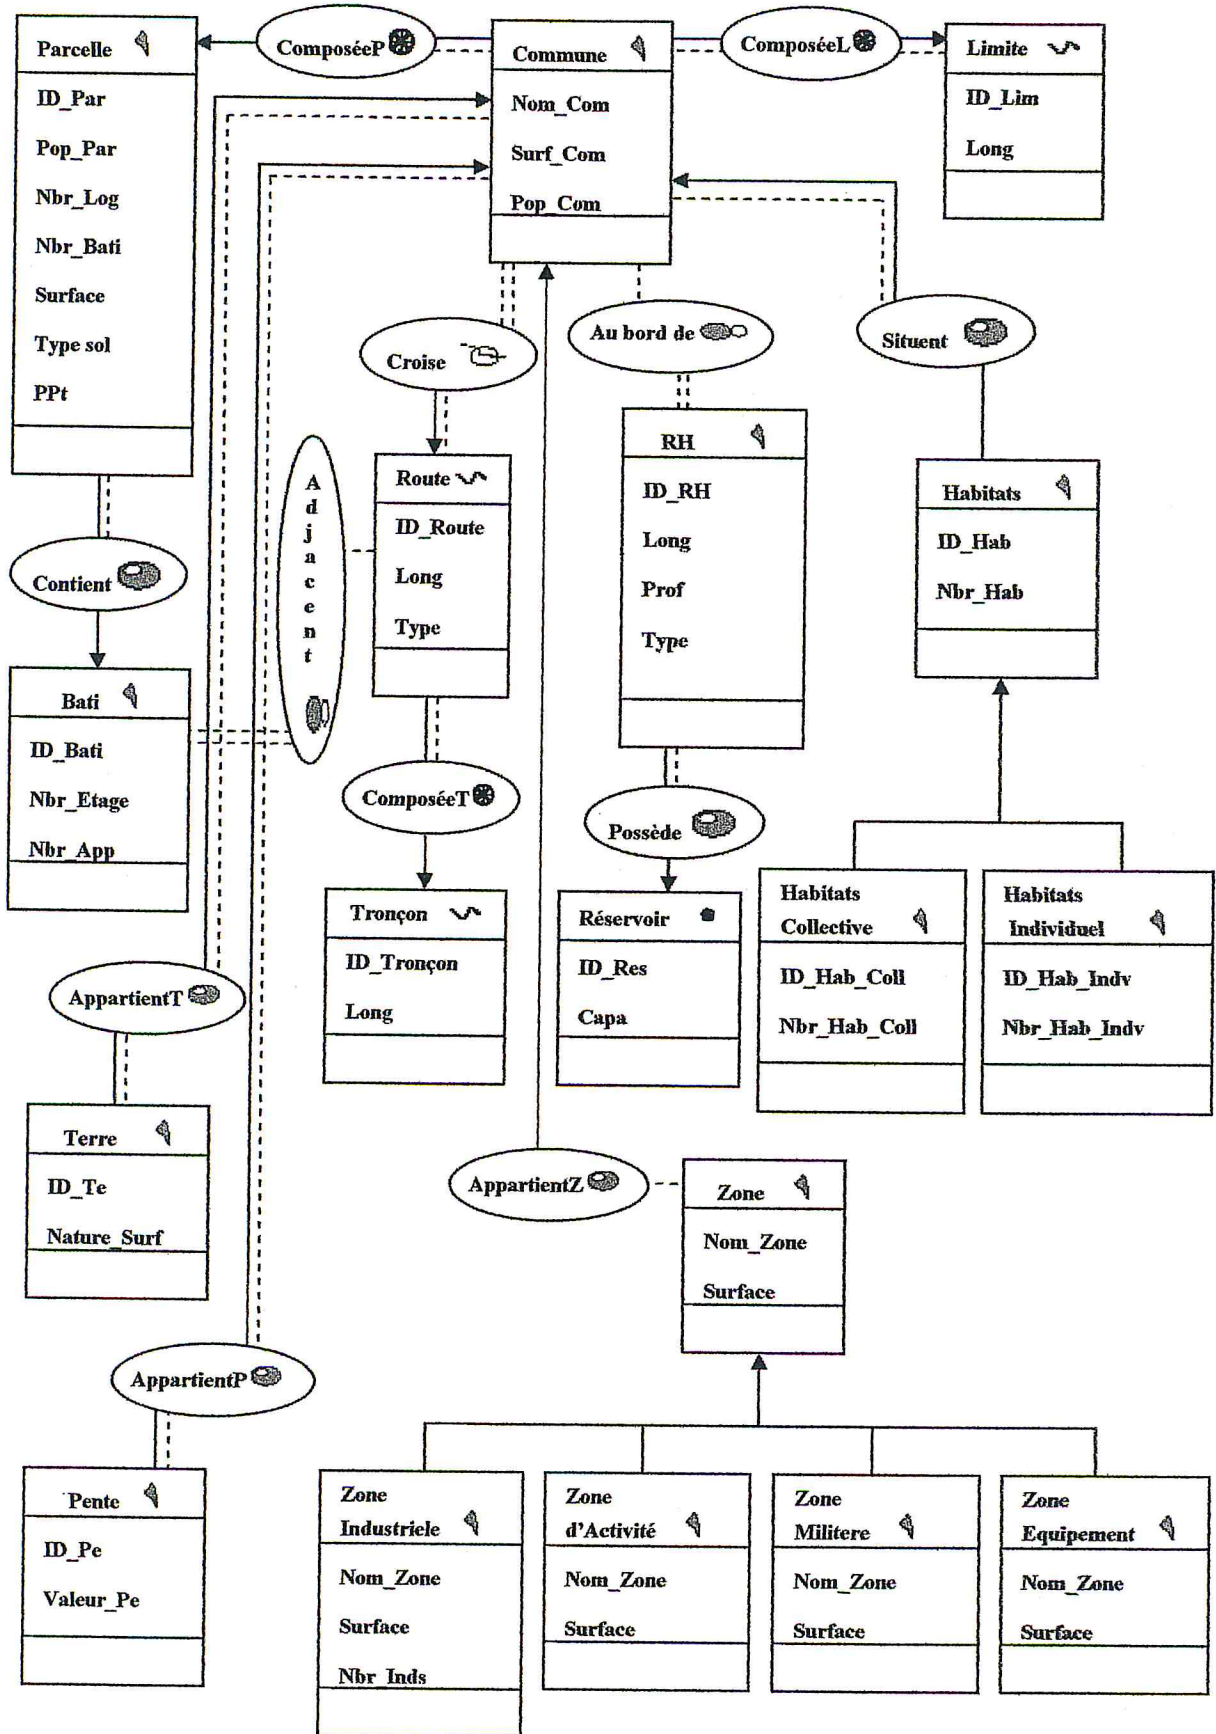 Parcelle
ID_Par
Pop_Par
Nbr_Log
Nbr_Bati
Surface
Type sol
PPt
ComposéeP
Commune
Nom_Com
Surf_Com
Pop_Com
ComposéeL
Limite
ID_Lim
Long
Croise
Au bord de
Situent
Adjacent
Route
ID_Route
Long
Type
RH
ID_RH
Long
Prof
Type
Habitats
ID_Hab
Nbr_Hab
Contient
Bati
ID_Bati
Nbr_Etage
Nbr_App
ComposéeT
Possède
Tronçon
ID_Tronçon
Long
Réservoir
ID_Res
Capa
Habitats
Collective
ID_Hab_Coll
Nbr_Hab_Coll
Habitats
Individuel
ID_Hab_Indv
Nbr_Hab_Indv
AppartientT
Terre
ID_Te
Nature_Surf
AppartientZ
Zone
Nom_Zone
Surface
AppartientP
Pente
ID_Pe
Valeur_Pe
Zone
Industriele
Nom_Zone
Surface
Nbr_Inds
Zone
d'Activité
Nom_Zone
Surface
Zone
Militere
Nom_Zone
Surface
Zone
Equipement
Nom_Zone
Surface